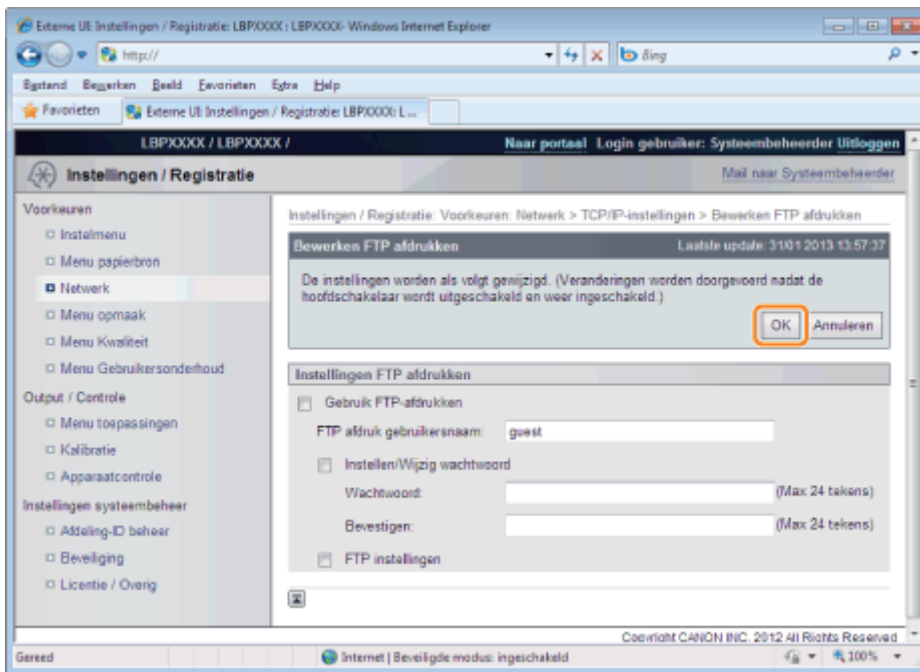 Externe UI: Instellingen / Registratie: LBPXXXX : LBPXXXX- Windows Internet Explorer
http://
Bing
Bestand Bewerken Beeld Favorieten Extra Help
Favorieten
Externe UI: Instellingen / Registratie: LBPXXXX: L...
LBPXXXX / LBPXXXX /
Naar portaal Login gebruiker: Systeembeheerder Uitloggen
Instellingen / Registratie
Mail naar Systeembeheerder
Voorkeuren
Instelmenu
Menu papierbron
Netwerk
Menu opmaak
Menu Kwaliteit
Menu Gebruikersonderhoud
Output / Controle
Menu toepassingen
Kalibratie
Apparaatcontrole
Instellingen systeembeheer
Afdeling-ID beheer
Beveiliging
Licentie / Overig
Instellingen / Registratie: Voorkeuren: Netwerk > TCP/IP-instellingen > Bewerken FTP afdrukken
Bewerken FTP afdrukken
Laatste update: 31/01 2013 13:57:37
De instellingen worden als volgt gewijzigd. (Veranderingen worden doorgevoerd nadat de
hoofdschakelaar wordt uitgeschakeld en weer ingeschakeld.)
OK Annuleren
Instellingen FTP afdrukken
Gebruik FTP-afdrukken
FTP afdruk gebruikersnaam: guest
Instellen/Wijzig wachtwoord
Wachtwoord: (Max 24 tekens)
Bevestigen: (Max 24 tekens)
FTP instellingen
Copyright CANON INC. 2012 All Rights Reserved
Gereed
Internet | Beveiligde modus: ingeschakeld
100%